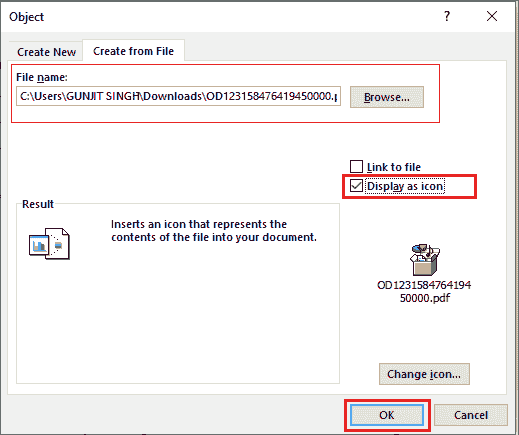 Object
Create New
Create from File
File name:
C:\Users\GUNJIT SINGH\Downloads\OD123158476419450000.p
Browse...
Link to file
Display as icon
Result
Inserts an icon that represents the
contents of the file into your document.
OD1231584764194
50000.pdf
Change icon...
OK
Cancel